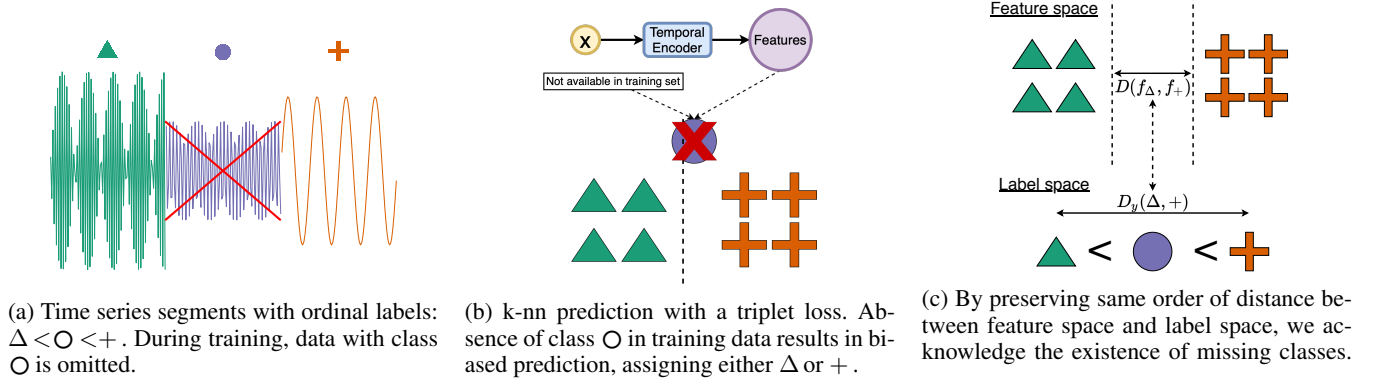 X
Temporal
Encoder
Features
Not available in training set
X
Feature space
D(f_Δ, f_+)
Label space
D_y(Δ, +)
< <
(a) Time series segments with ordinal labels:
Δ < ○ < + . During training, data with class
○ is omitted.
(b) k-nn prediction with a triplet loss. Ab-
sence of class ○ in training data results in bi-
ased prediction, assigning either Δ or + .
(c) By preserving same order of distance be-
tween feature space and label space, we ac-
knowledge the existence of missing classes.